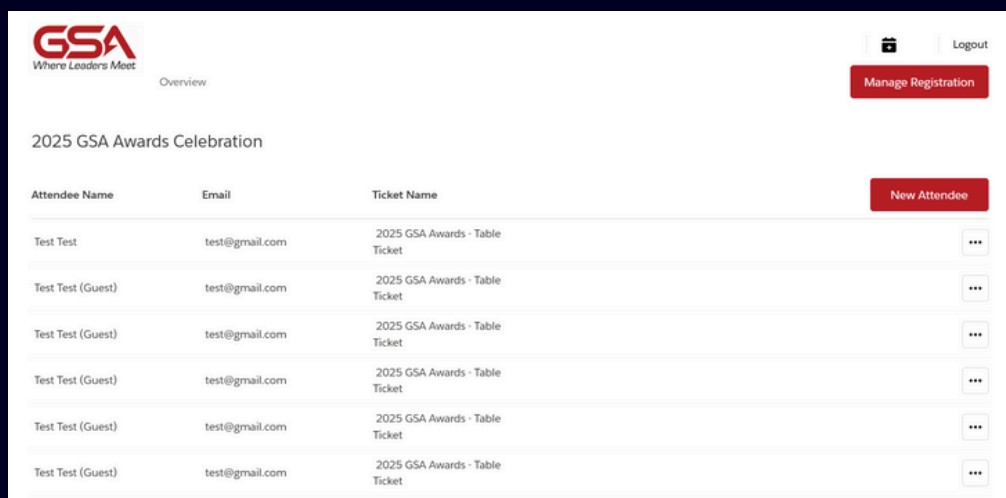 GSA
Where Leaders Meet
Logout
Overview
Manage Registration
2025 GSA Awards Celebration
Attendee Name Email Ticket Name New Attendee
Test Test test@gmail.com 2025 GSA Awards - Table
Ticket
Test Test (Guest) test@gmail.com 2025 GSA Awards - Table
Ticket
Test Test (Guest) test@gmail.com 2025 GSA Awards - Table
Ticket
Test Test (Guest) test@gmail.com 2025 GSA Awards - Table
Ticket
Test Test (Guest) test@gmail.com 2025 GSA Awards - Table
Ticket
Test Test (Guest) test@gmail.com 2025 GSA Awards - Table
Ticket